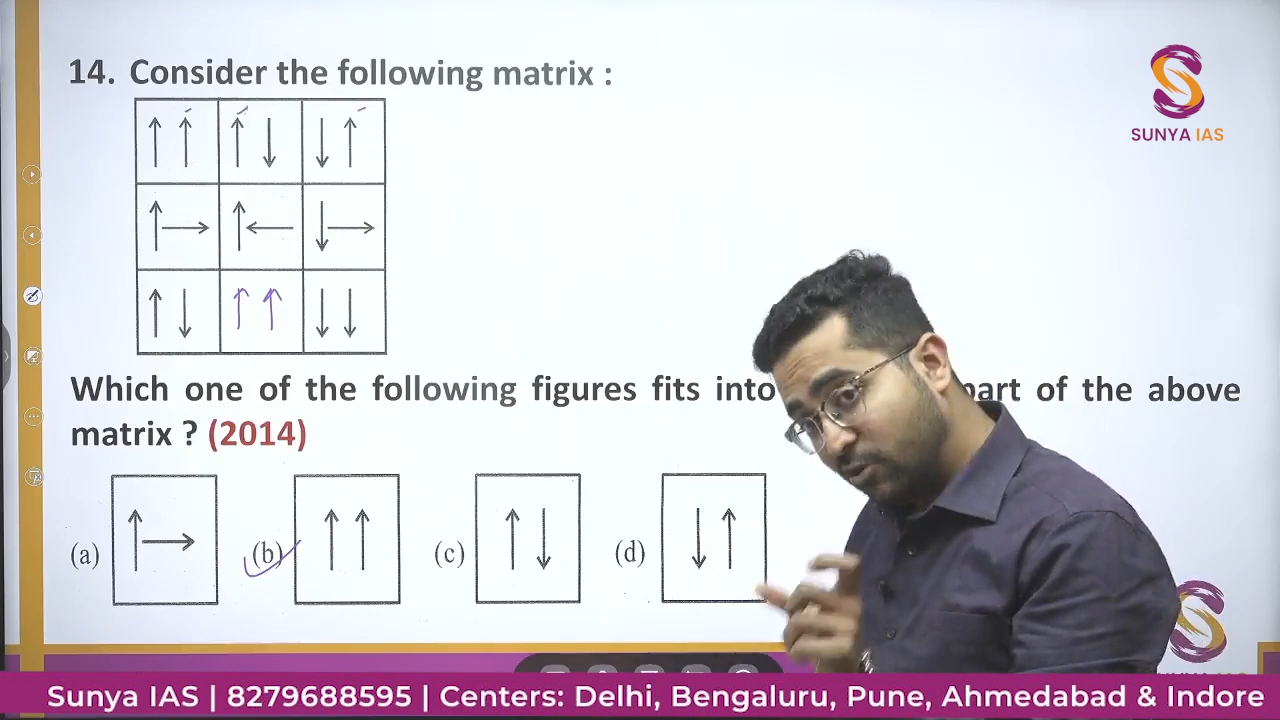 14. Consider the following matrix :
SUNYA IAS
Which one of the following figures fits into part of the above
matrix ? (2014)
(a) (b) (c) (d)
Sunya IAS | 8279688595 | Centers: Delhi, Bengaluru, Pune, Ahmedabad & Indore